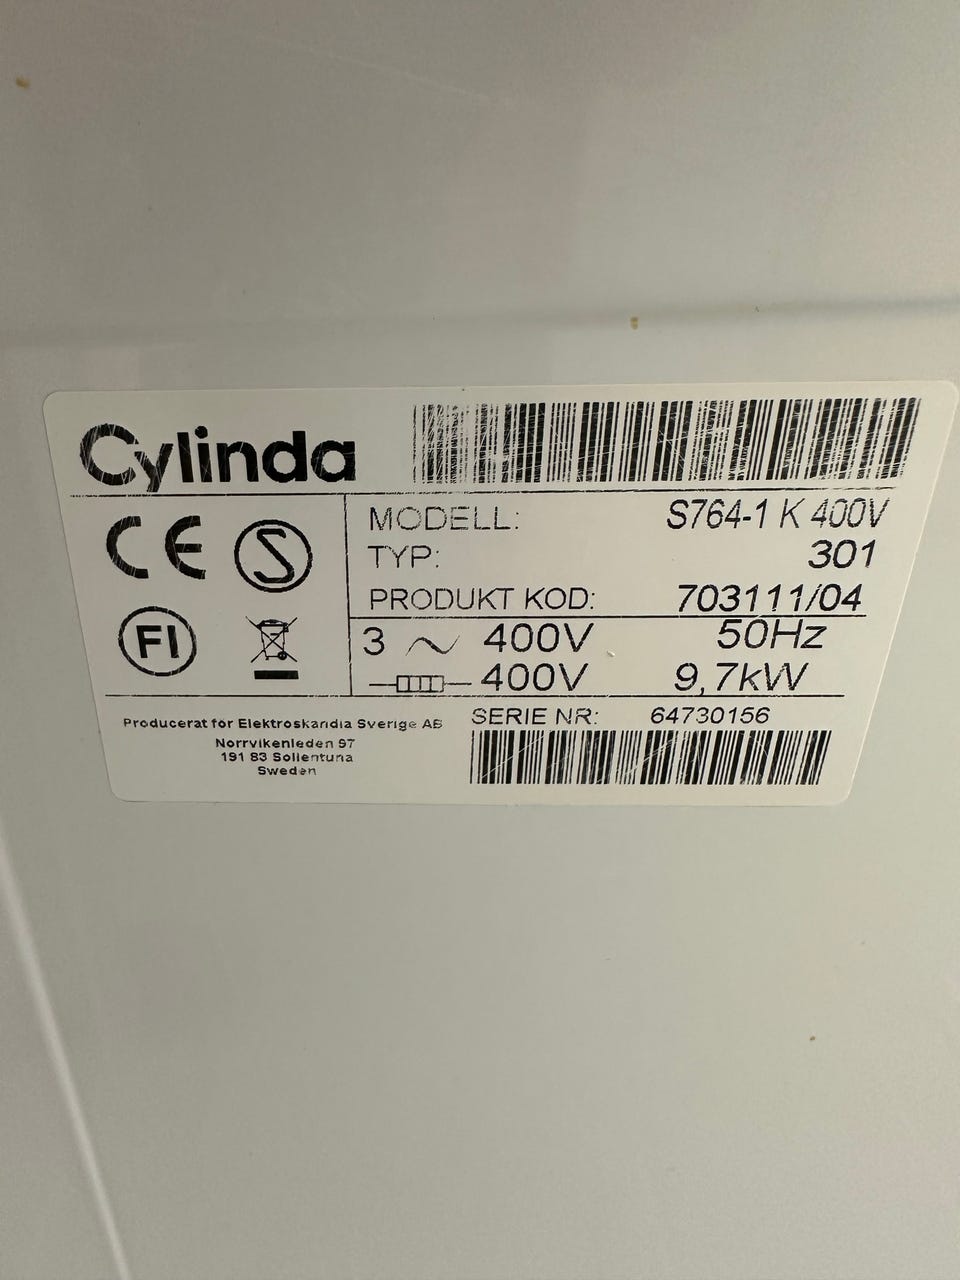 Cylinda
CE S
FI
MODELL: S764-1 K 400V
TYP: 301
PRODUKT KOD: 703111/04
3 ~ 400V 50Hz
400V 9,7kW
SERIE NR: 64730156
Producerat för Elektroskandia Sverige AB
Norrvikenleden 97
191 83 Sollentuna
Sweden